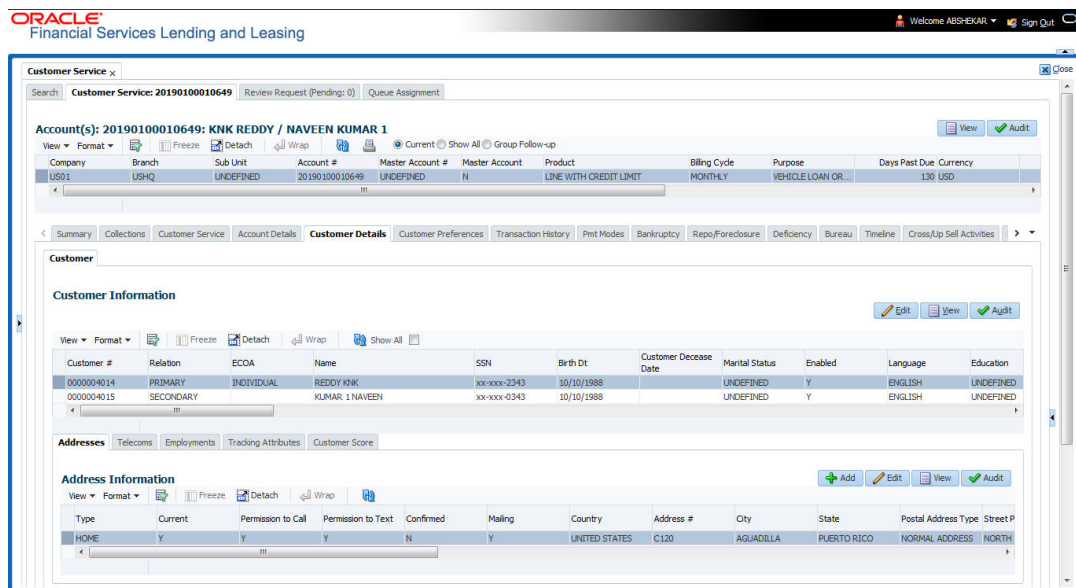 ORACLE
Welcome ABSHEKAR Sign Out
Financial Services Lending and Leasing
Customer Service x Close
Search Customer Service: 20190100010649 Review Request (Pending: 0) Queue Assignment
Account(s): 20190100010649: KNK REDDY / NAVEEN KUMAR 1 View Audit
View Format Freeze Detach Wrap Current Show All Group Follow-up
Company Branch Sub Unit Account # Master Account # Master Account Product Billing Cycle Purpose Days Past Due Currency
US01 USHQ UNDEFINED 20190100010649 UNDEFINED N LINE WITH CREDIT LIMIT MONTHLY VEHICLE LOAN OR... 130 USD
Summary Collections Customer Service Account Details Customer Details Customer Preferences Transaction History Pmt Modes Bankruptcy Repo/Foreclosure Deficiency Bureau Timeline Cross/Up Sell Activities
Customer
Customer Information
Edit View Audit
View Format Freeze Detach Wrap Show All
Customer # Relation ECOA Name SSN Birth Dt Customer Decease Date Marital Status Enabled Language Education
0000004014 PRIMARY INDIVIDUAL REDDY KNK xx-xxx-2343 10/10/1988 UNDEFINED Y ENGLISH UNDEFINED
0000004015 SECONDARY KUMAR 1 NAVEEN xx-xxx-0343 10/10/1988 UNDEFINED Y ENGLISH UNDEFINED
Addresses Telecoms Employments Tracking Attributes Customer Score
Address Information Add Edit View Audit
View Format Freeze Detach Wrap
Type Current Permission to Call Permission to Text Confirmed Mailing Country Address # City State Postal Address Type Street P
HOME Y Y Y N Y UNITED STATES C120 AGUADILLA PUERTO RICO NORMAL ADDRESS NORTH